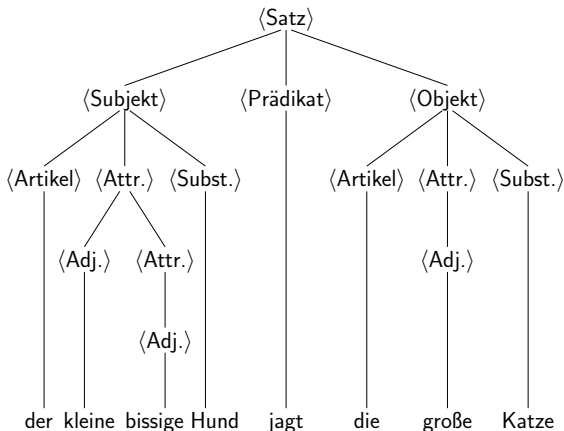 ⟨Satz⟩
⟨Subjekt⟩ ⟨Prädikat⟩ ⟨Objekt⟩
⟨Artikel⟩ ⟨Attr.⟩ ⟨Subst.⟩ ⟨Artikel⟩ ⟨Attr.⟩ ⟨Subst.⟩
⟨Adj.⟩ ⟨Attr.⟩ ⟨Adj.⟩
⟨Adj.⟩
der kleine bissige Hund jagt die große Katze